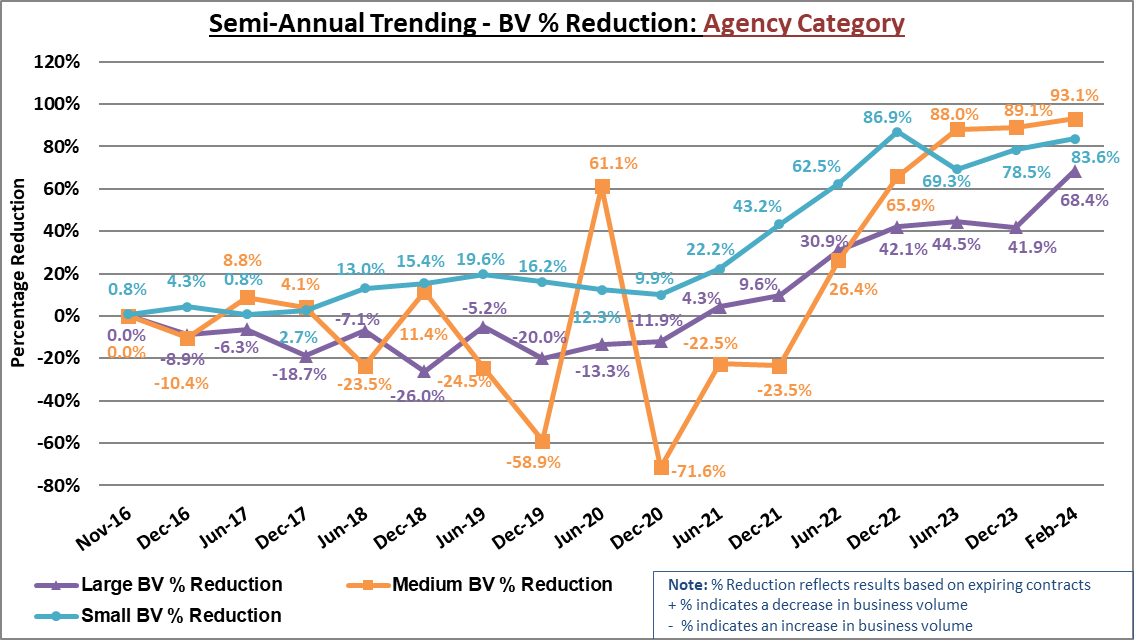 Semi-Annual Trending - BV % Reduction: Agency Category
Percentage Reduction
120%
100%
80%
60%
40%
20%
0%
-20%
-40%
-60%
-80%
0.8%
4.3%
0.8%
2.7%
13.0%
15.4%
19.6%
16.2%
12.3%
9.9%
22.2%
43.2%
62.5%
86.9%
69.3%
78.5%
83.6%
0.0%
-10.4%
8.8%
4.1%
-23.5%
11.4%
-24.5%
-58.9%
61.1%
-71.6%
-22.5%
-23.5%
26.4%
65.9%
88.0%
89.1%
93.1%
0.0%
-8.9%
-6.3%
-18.7%
-7.1%
-26.0%
-5.2%
-20.0%
-13.3%
-11.9%
4.3%
9.6%
30.9%
42.1%
44.5%
41.9%
68.4%
Nov-16
Dec-16
Jun-17
Dec-17
Jun-18
Dec-18
Jun-19
Dec-19
Jun-20
Dec-20
Jun-21
Dec-21
Jun-22
Dec-22
Jun-23
Dec-23
Feb-24
Large BV % Reduction
Medium BV % Reduction
Small BV % Reduction
Note: % Reduction reflects results based on expiring contracts
+ % indicates a decrease in business volume
- % indicates an increase in business volume